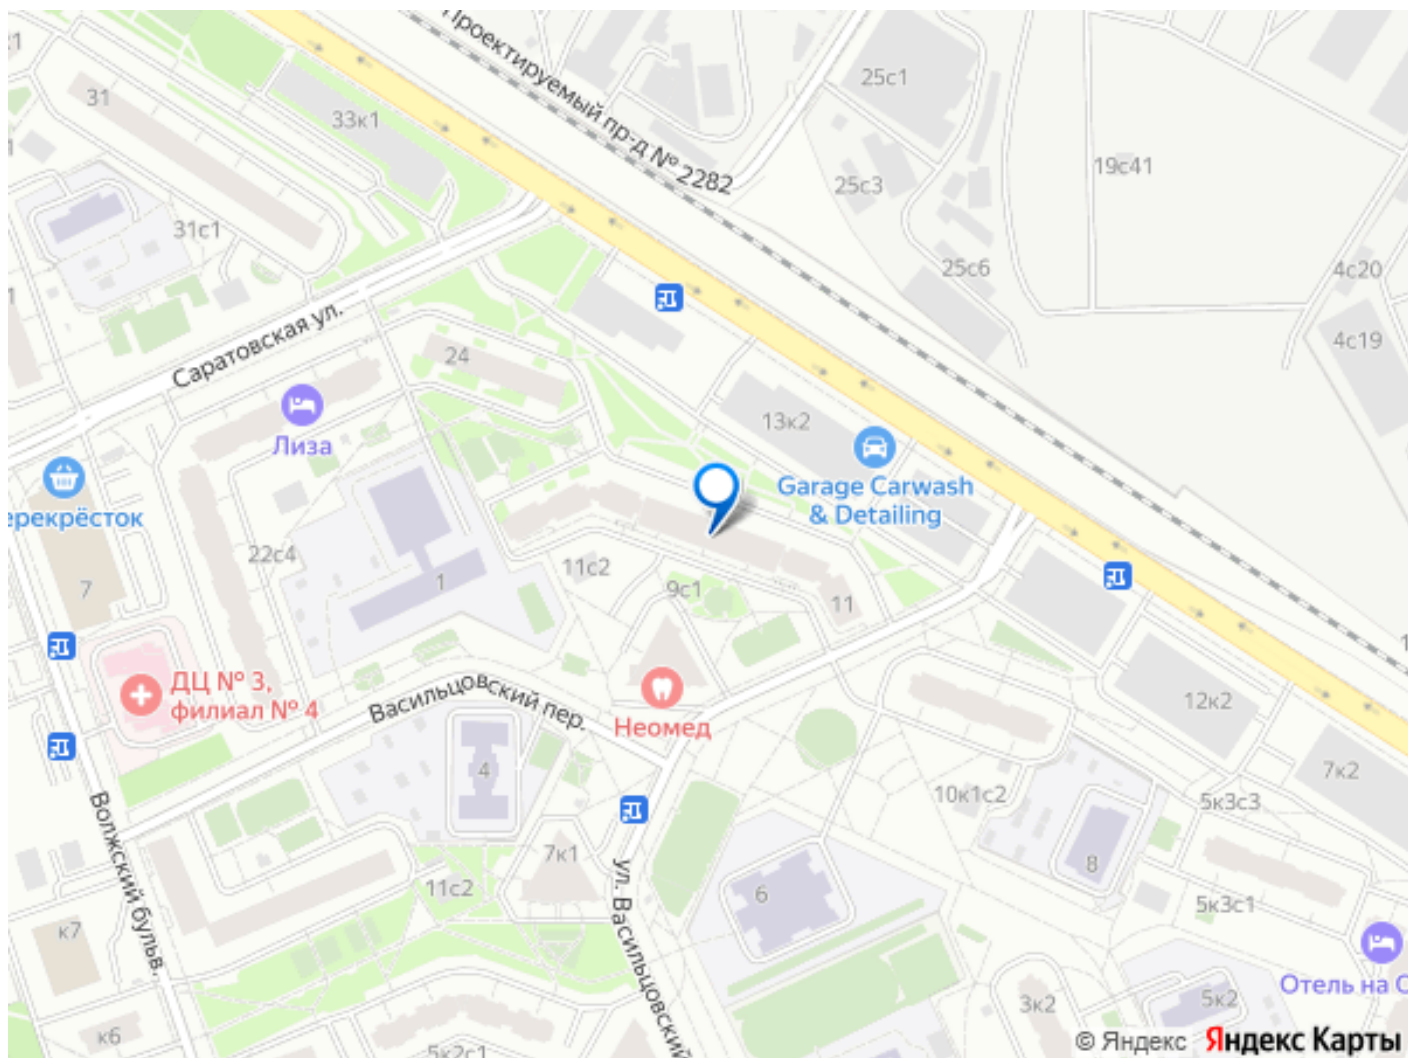 Проектируемый пр-д № 2282
25с1
31
33к1
19с41
25с3
31с1
25с6
4с20
4с19
Саратовская ул.
24
Лиза
13к2
Garage Carwash
& Detailing
ерекрёсток
22с4
7
1
11с2
9с1
11
ДЦ № 3,
филиал № 4
Васильцовский пер.
Неомед
12к2
7к2
4
10к1с2
5к3с3
Волжский бульв.
7к1
8
11с2
ул. Васильцовский
6
5к3с1
к7
Отель на О
3к2
5к2
к6
5к2с1
© Яндекс Яндекс Карты